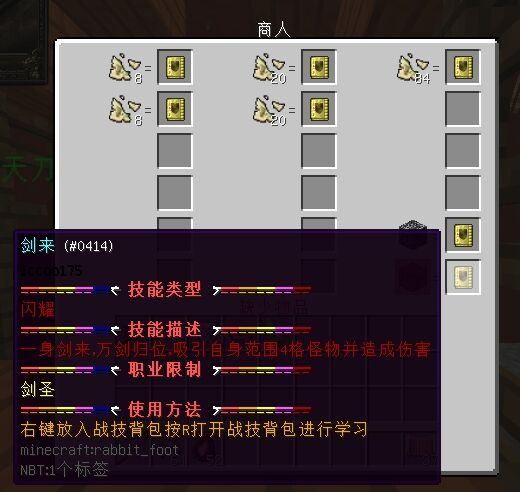 商人
8= 20= 84=
8= 20=
天刀
剑来 (#0414)
iccoo175
技能类型
闪耀
技能描述
一身剑来,万剑归位,吸引自身范围4格怪物并造成伤害
职业限制
剑圣
使用方法
右键放入战技背包按R打开战技背包进行学习
minecraft:rabbit_foot
NBT:1个标签